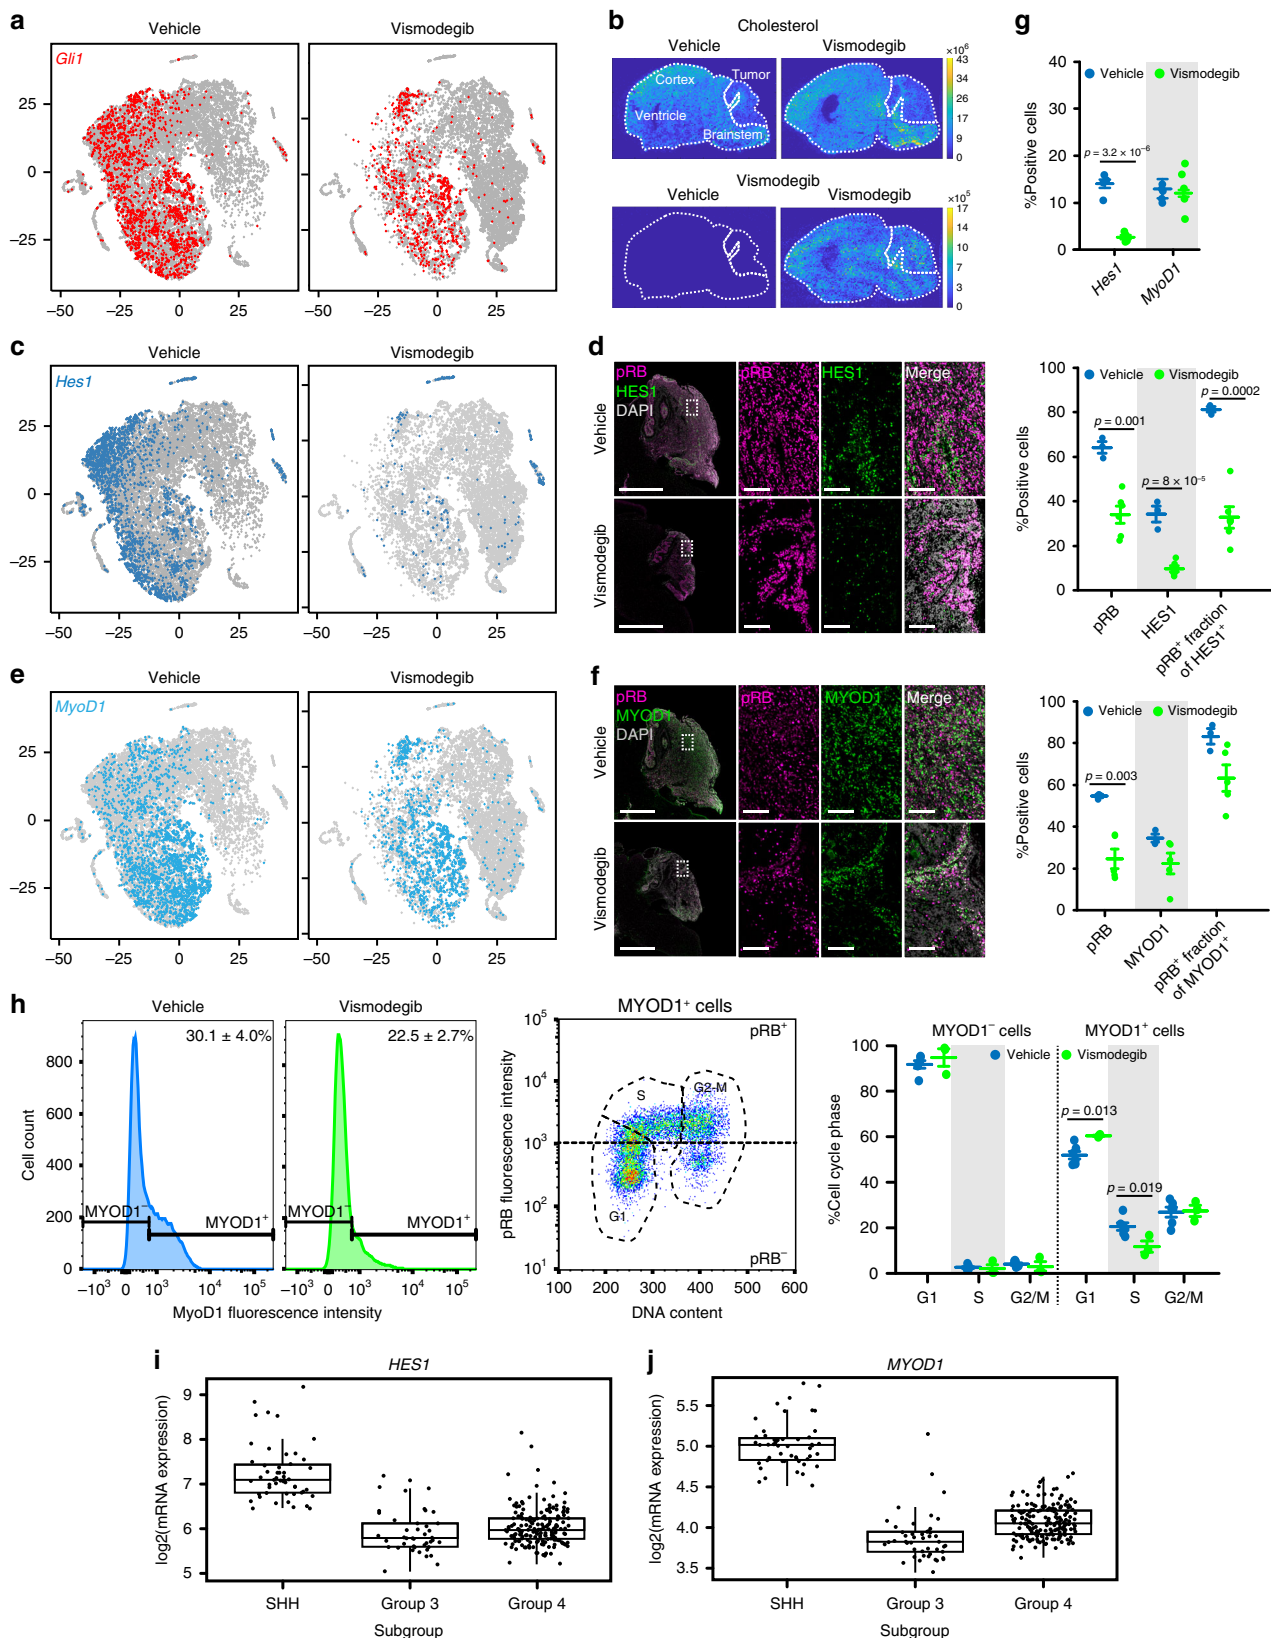 a
Vehicle
Vismodegib
Gli1
25
0
−25
−50
−25
0
25
−50
−25
0
25
b
Cholesterol
Vehicle
Vismodegib
Cortex
Tumor
Ventricle
Brainstem
×10⁶
43
34
26
17
9
0
Vismodegib
Vehicle
Vismodegib
×10⁵
17
14
10
7
3
0
g
Vehicle
Vismodegib
%Positive cells
40
30
20
10
0
p = 3.2 × 10⁻⁶
Hes1
MyoD1
c
Vehicle
Vismodegib
Hes1
25
0
−25
−50
−25
0
25
−50
−25
0
25
d
Vehicle
Vismodegib
pRB
HES1
DAPI
pRB
HES1
Merge
%Positive cells
100
80
60
40
20
0
Vehicle
Vismodegib
p = 0.001
p = 8 × 10⁻⁵
p = 0.0002
pRB
HES1
pRB⁺ fraction
of HES1⁺
e
Vehicle
Vismodegib
MyoD1
25
0
−25
−50
−25
0
25
−50
−25
0
25
f
Vehicle
Vismodegib
pRB
MYOD1
DAPI
pRB
MYOD1
Merge
%Positive cells
100
80
60
40
20
0
Vehicle
Vismodegib
p = 0.003
pRB
MYOD1
pRB⁺ fraction
of MYOD1⁺
h
Vehicle
Vismodegib
30.1 ± 4.0%
22.5 ± 2.7%
Cell count
800
600
400
200
0
MYOD1⁻
MYOD1⁺
MYOD1⁻
MYOD1⁺
−10³
0
10³
10⁴
10⁵
−10³
0
10³
10⁴
10⁵
MyoD1 fluorescence intensity
MYOD1⁺ cells
pRB fluorescence intensity
10⁵
10⁴
10³
10²
10¹
pRB⁺
S
G2-M
G1
pRB⁻
100
200
300
400
500
600
DNA content
MYOD1⁻ cells
MYOD1⁺ cells
Vehicle
Vismodegib
%Cell cycle phase
100
80
60
40
20
0
p = 0.013
p = 0.019
G1
S
G2/M
G1
S
G2/M
i
HES1
log2(mRNA expression)
9
8
7
6
5
SHH
Group 3
Group 4
Subgroup
j
MYOD1
log2(mRNA expression)
5.5
5.0
4.5
4.0
3.5
SHH
Group 3
Group 4
Subgroup